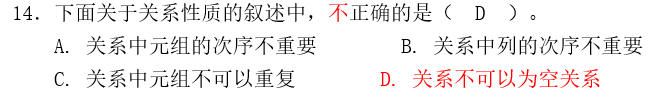 14. 下面关于关系性质的叙述中，不正确的是（ D ）。
A. 关系中元组的次序不重要 B. 关系中列的次序不重要
C. 关系中元组不可以重复 D. 关系不可以为空关系